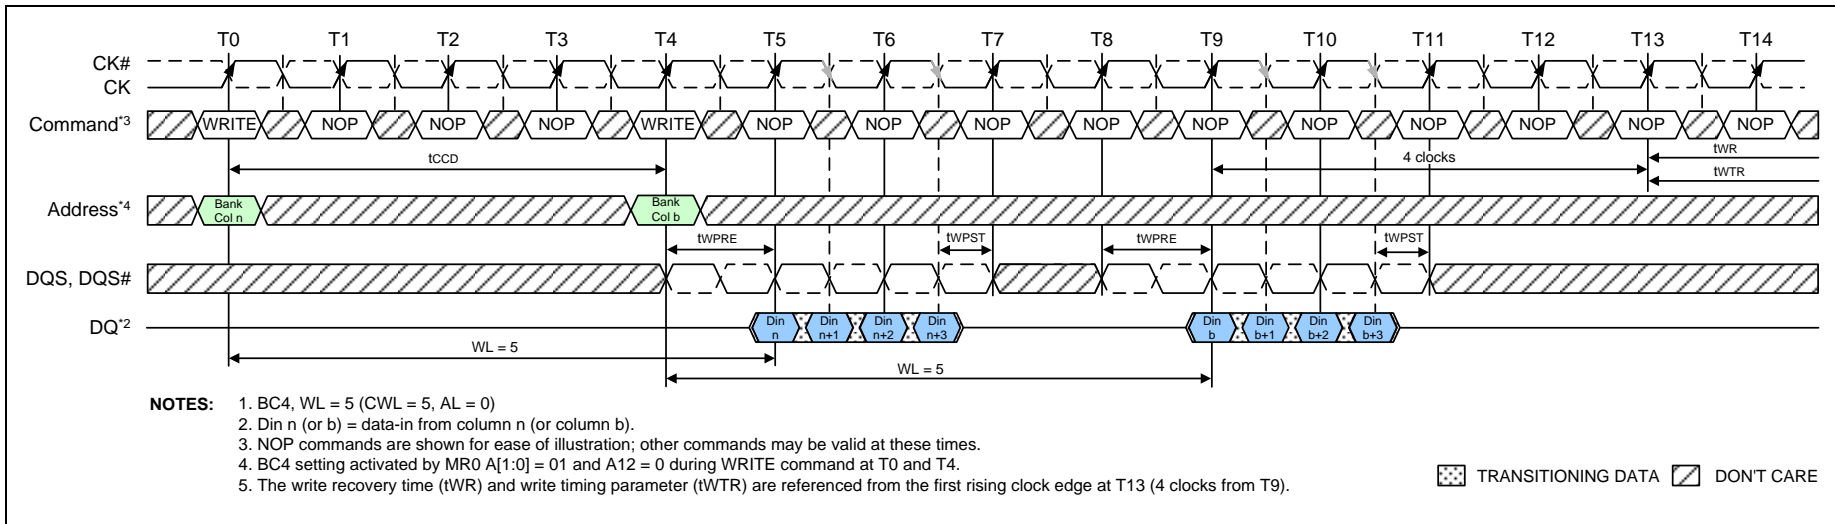 T0 T1 T2 T3 T4 T5 T6 T7 T8 T9 T10 T11 T12 T13 T14
CK#
CK
Command*3 WRITE NOP NOP NOP WRITE NOP NOP NOP NOP NOP NOP NOP NOP NOP NOP
tCCD 4 clocks tWR
tWTR
Address*4 Bank Col n Bank Col b
tWPRE tWPST tWPRE tWPST
DQS, DQS#
DQ*2 Din n Din n+1 Din n+2 Din n+3 Din b Din b+1 Din b+2 Din b+3
WL = 5
WL = 5
NOTES: 1. BC4, WL = 5 (CWL = 5, AL = 0)
2. Din n (or b) = data-in from column n (or column b).
3. NOP commands are shown for ease of illustration; other commands may be valid at these times.
4. BC4 setting activated by MR0 A[1:0] = 01 and A12 = 0 during WRITE command at T0 and T4.
5. The write recovery time (tWR) and write timing parameter (tWTR) are referenced from the first rising clock edge at T13 (4 clocks from T9).
TRANSITIONING DATA DON'T CARE